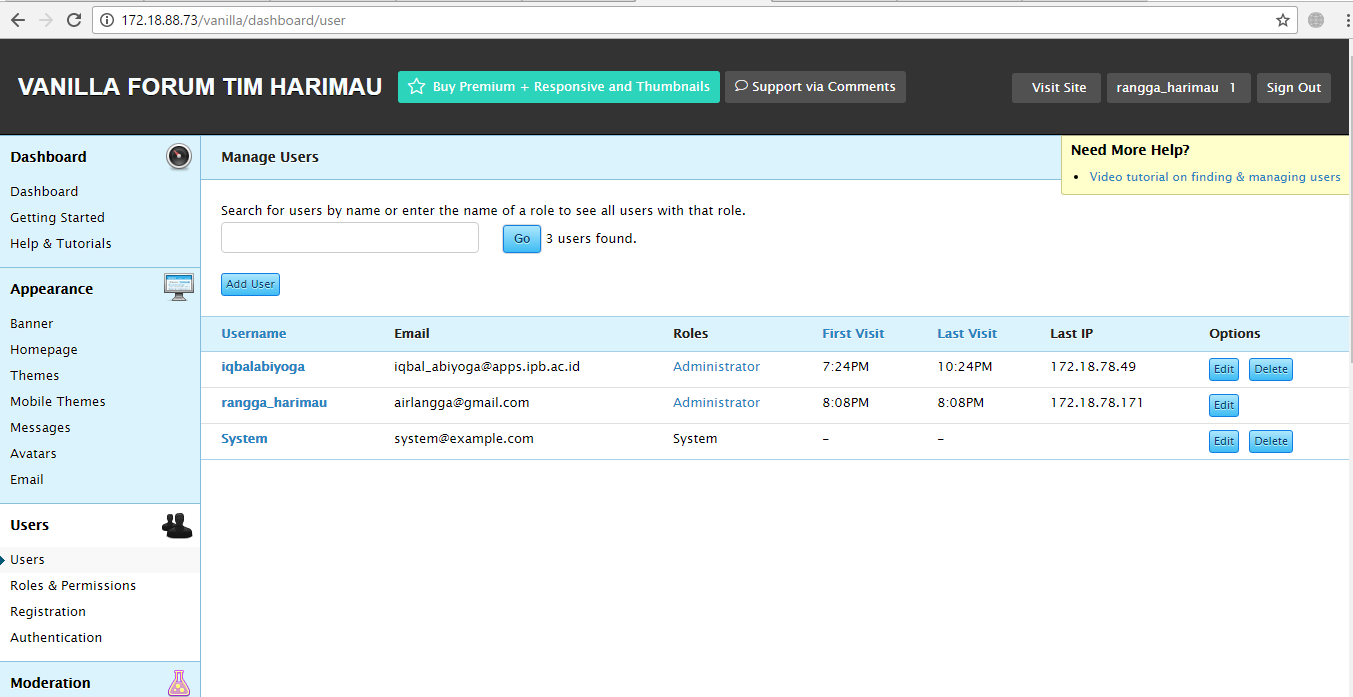 172.18.88.73/vanilla/dashboard/user
VANILLA FORUM TIM HARIMAU
Buy Premium + Responsive and Thumbnails
Support via Comments
Visit Site
rangga_harimau 1
Sign Out
Dashboard
Dashboard
Getting Started
Help & Tutorials
Appearance
Banner
Homepage
Themes
Mobile Themes
Messages
Avatars
Email
Users
Users
Roles & Permissions
Registration
Authentication
Moderation
Manage Users
Need More Help?
Video tutorial on finding & managing users
Search for users by name or enter the name of a role to see all users with that role.
Go 3 users found.
Add User
Username Email Roles First Visit Last Visit Last IP Options
iqbalabiyoga iqbal_abiyoga@apps.ipb.ac.id Administrator 7:24PM 10:24PM 172.18.78.49 Edit Delete
rangga_harimau airlangga@gmail.com Administrator 8:08PM 8:08PM 172.18.78.171 Edit
System system@example.com System – – Edit Delete